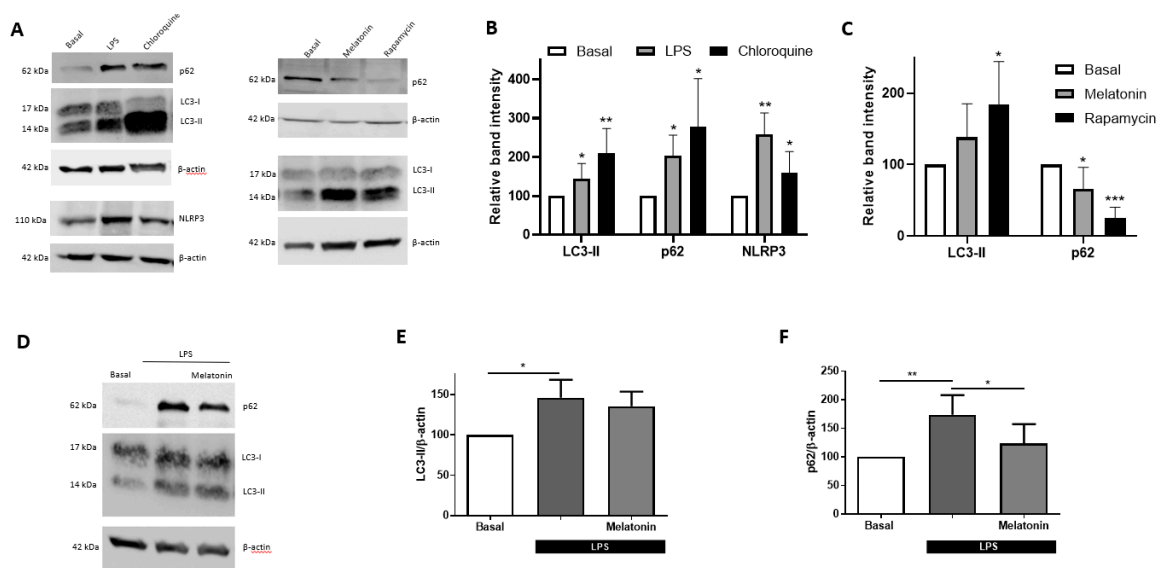 A
Basal
LPS
Chloroquine
62 kDa
p62
17 kDa
LC3-I
14 kDa
LC3-II
42 kDa
β-actin
110 kDa
NLRP3
42 kDa
β-actin
Basal
Melatonin
Rapamycin
62 kDa
p62
42 kDa
β-actin
17 kDa
LC3-I
14 kDa
LC3-II
42 kDa
β-actin
B
Basal
LPS
Chloroquine
Relative band intensity
400
300
200
100
0
*
**
*
*
**
*
LC3-II
p62
NLRP3
C
Basal
Melatonin
Rapamycin
Relative band intensity
200
100
0
*
*
***
LC3-II
p62
D
LPS
Basal
Melatonin
62 kDa
p62
17 kDa
LC3-I
14 kDa
LC3-II
42 kDa
β-actin
E
LC3-II/β-actin
150
100
50
0
*
Basal
Melatonin
LPS
F
p62/β-actin
250
200
150
100
50
0
**
*
Basal
Melatonin
LPS